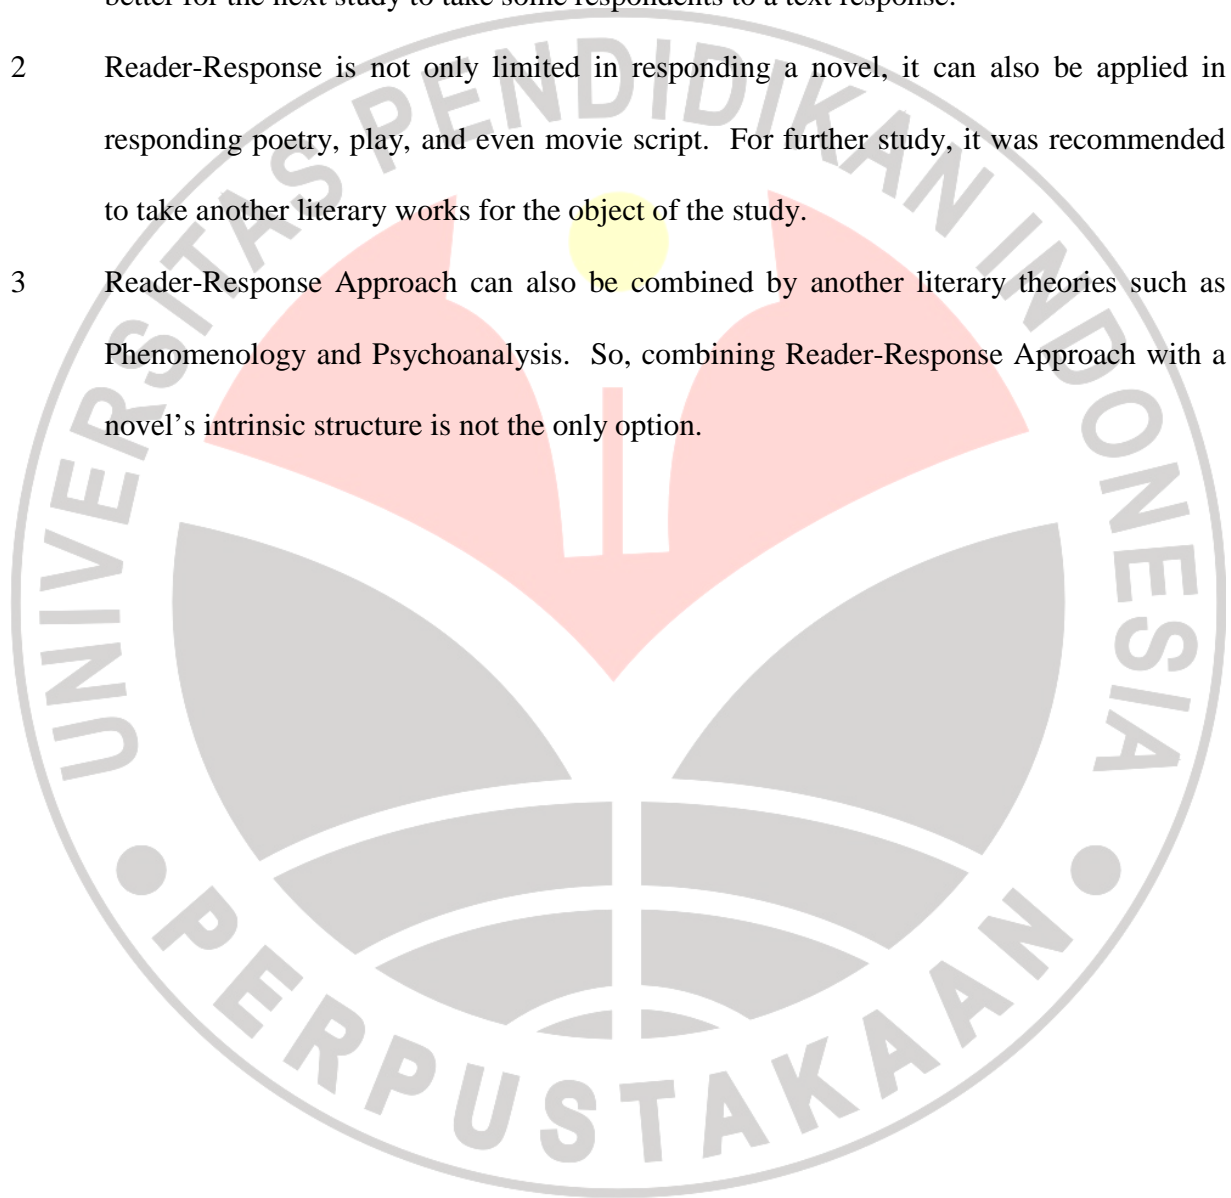 better for the next study to take some respondents to a text response.
2 Reader-Response is not only limited in responding a novel, it can also be applied in
responding poetry, play, and even movie script. For further study, it was recommended
to take another literary works for the object of the study.
3 Reader-Response Approach can also be combined by another literary theories such as
Phenomenology and Psychoanalysis. So, combining Reader-Response Approach with a
novel’s intrinsic structure is not the only option.
UNIVERSITAS PENDIDIKAN INDONESIA
PERPUSTAKAAN